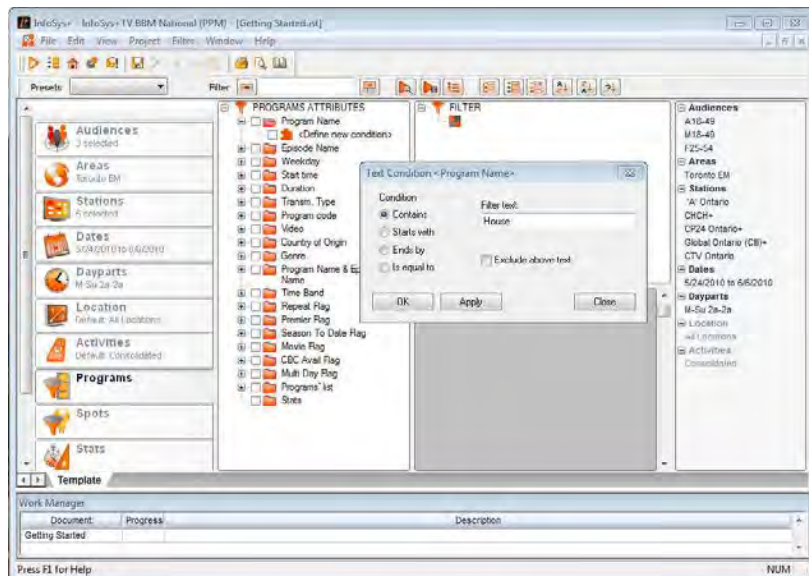 InfoSys+ - InfoSys+TV BBM National (PPM) - [Getting Started.ist]
File Edit View Project Filter Window Help
Presets: Filter
Audiences
3 selected
Areas
Toronto EM
Stations
6 selected
Dates
5/24/2010 to 6/6/2010
Dayparts
M-Su 2a-2a
Location
Default: All Locations
Activities
Default: Consolidated
Programs
Spots
Stats
Template
PROGRAMS ATTRIBUTES
Program Name
<Define new condition>
Episode Name
Weekday
Start time
Duration
Transm. Type
Program code
Video
Country of Origin
Genre
Program Name & Ep
Name
Time Band
Repeat Flag
Premier Flag
Season To Date Flag
Movie Flag
CBC Avail Flag
Multi Day Flag
Programs' list
Stats
FILTER
Text Condition <Program Name>
Condition
Contains
Starts with
Ends by
Is equal to
Filter text:
House
Exclude above text
OK Apply Close
Audiences
A18-49
M18-49
F25-54
Areas
Toronto EM
Stations
'A' Ontario
CHCH+
CP24 Ontario+
Global Ontario (CIII)+
CTV Ontario
Dates
5/24/2010 to 6/6/2010
Dayparts
M-Su 2a-2a
Location
All Locations
Activities
Consolidated
Work Manager
Document Progress Description
Getting Started
Press F1 for Help NUM